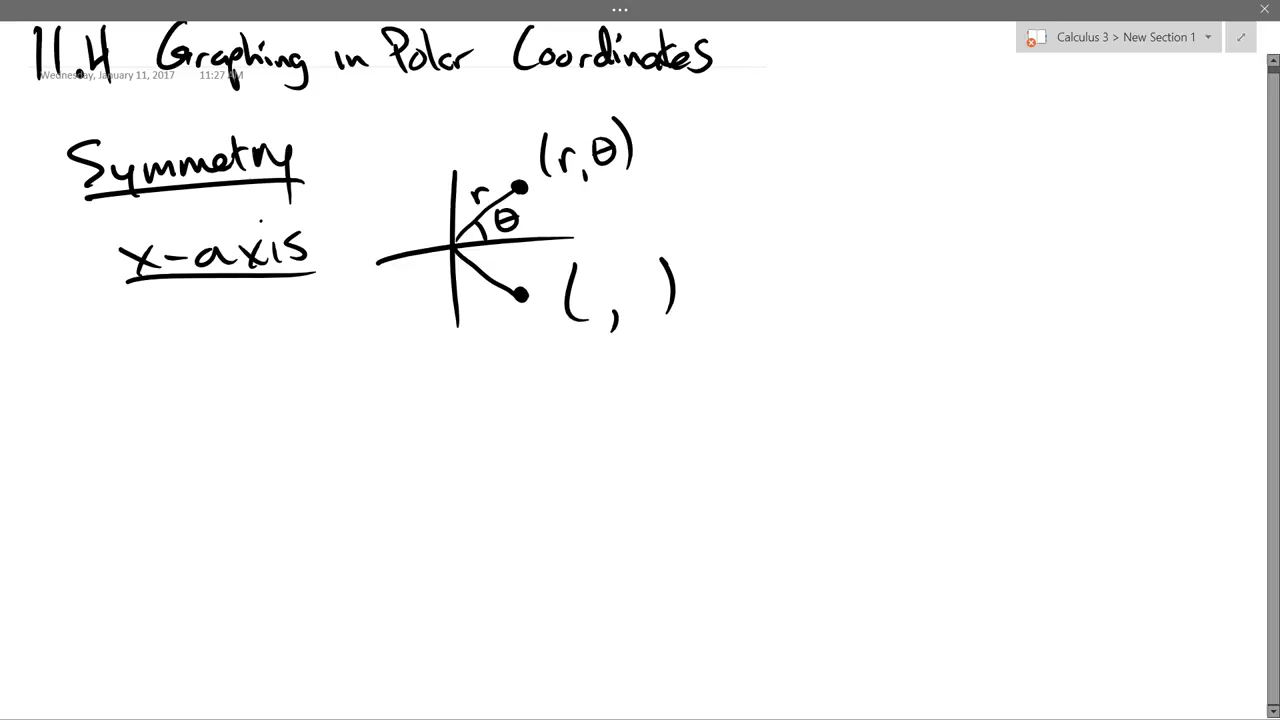 11.4 Graphing in Polar Coordinates
Calculus 3 > New Section 1
Wednesday, January 11, 2017 11:27 AM
Symmetry
(r, θ)
r
θ
x-axis
( , )